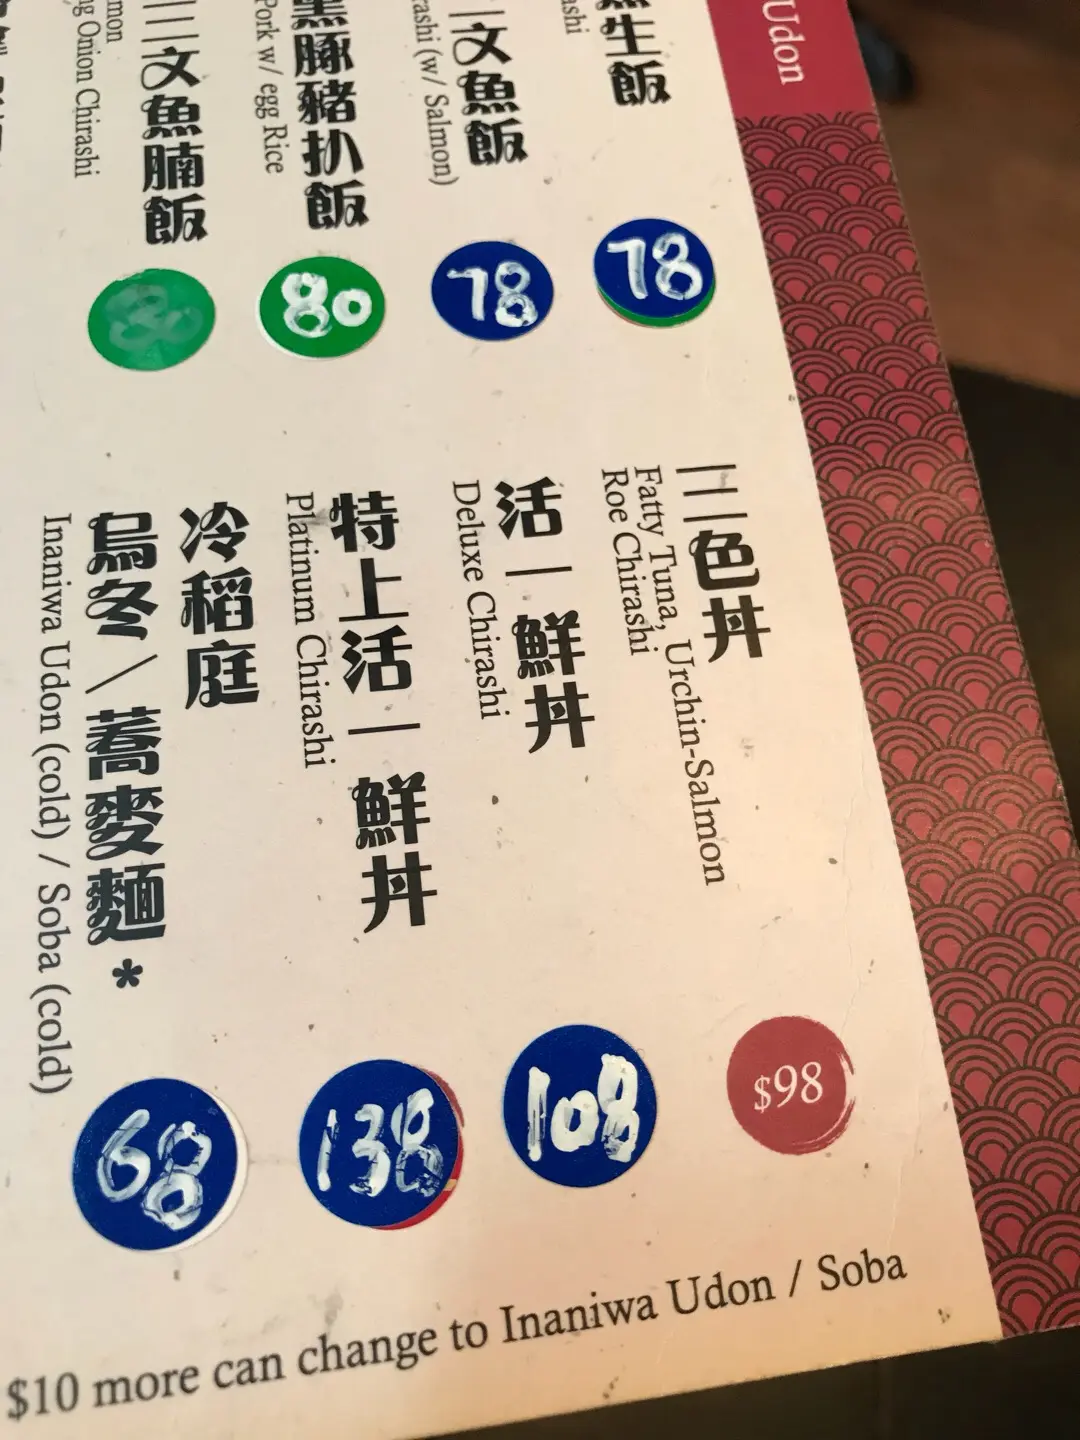 Udon
生飯
78
三文魚飯
(w/ Salmon)
78
黑豚豬扒飯
Pork w/ egg Rice
80
三文魚腩飯
Onion Chirashi
三色丼
Fatty Tuna, Urchin-Salmon
Roe Chirashi
$98
活一鮮丼
Deluxe Chirashi
108
特上活一鮮丼
Platinum Chirashi
138
冷稻庭
烏冬/蕎麥麵*
Inaniwa Udon (cold) / Soba (cold)
68
$10 more can change to Inaniwa Udon / Soba